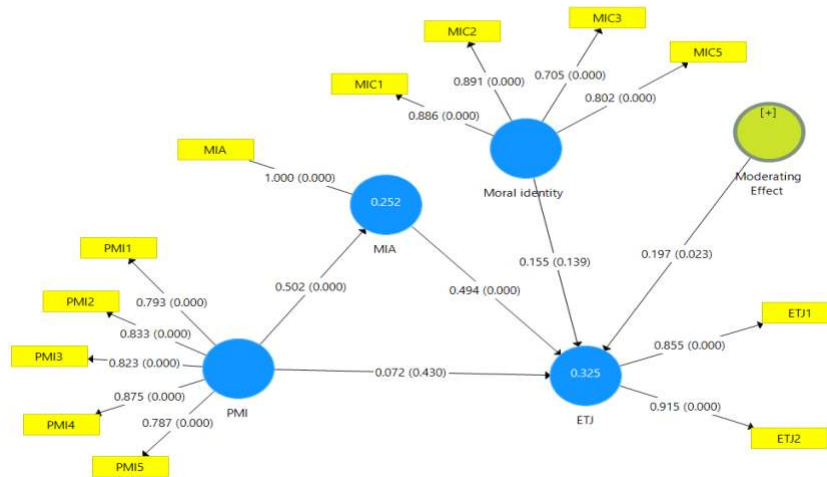 MIC2
MIC3
MIC1
MIC5
0.891 (0.000)
0.705 (0.000)
0.886 (0.000)
0.802 (0.000)
[+]
MIA
1.000 (0.000)
Moral identity
Moderating
Effect
0.252
MIA
PMI1
0.793 (0.000)
0.502 (0.000)
0.494 (0.000)
0.155 (0.139)
0.197 (0.023)
PMI2
0.833 (0.000)
PMI3
0.823 (0.000)
PMI4
0.875 (0.000)
PMI5
0.787 (0.000)
PMI
0.072 (0.430)
0.325
ETJ
0.855 (0.000)
ETJ1
0.915 (0.000)
ETJ2